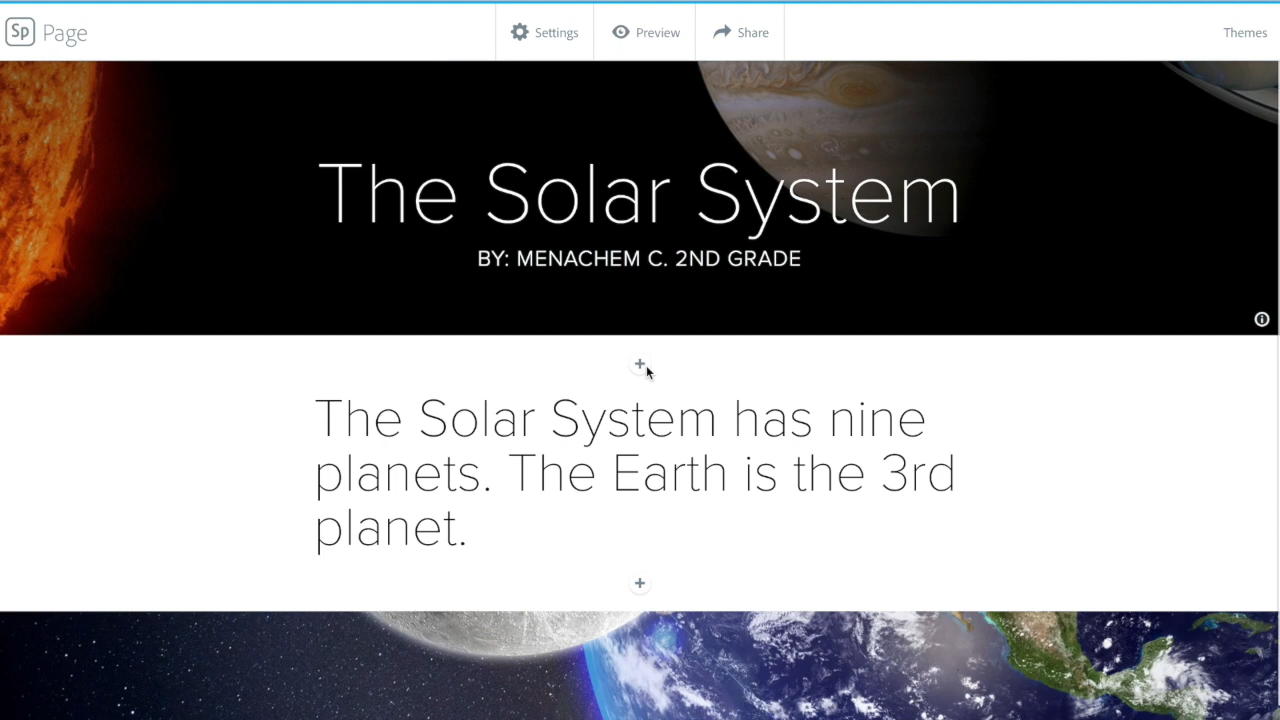 Sp Page
Settings
Preview
Share
Themes
The Solar System
BY: MENACHEM C. 2ND GRADE
The Solar System has nine
planets. The Earth is the 3rd
planet.